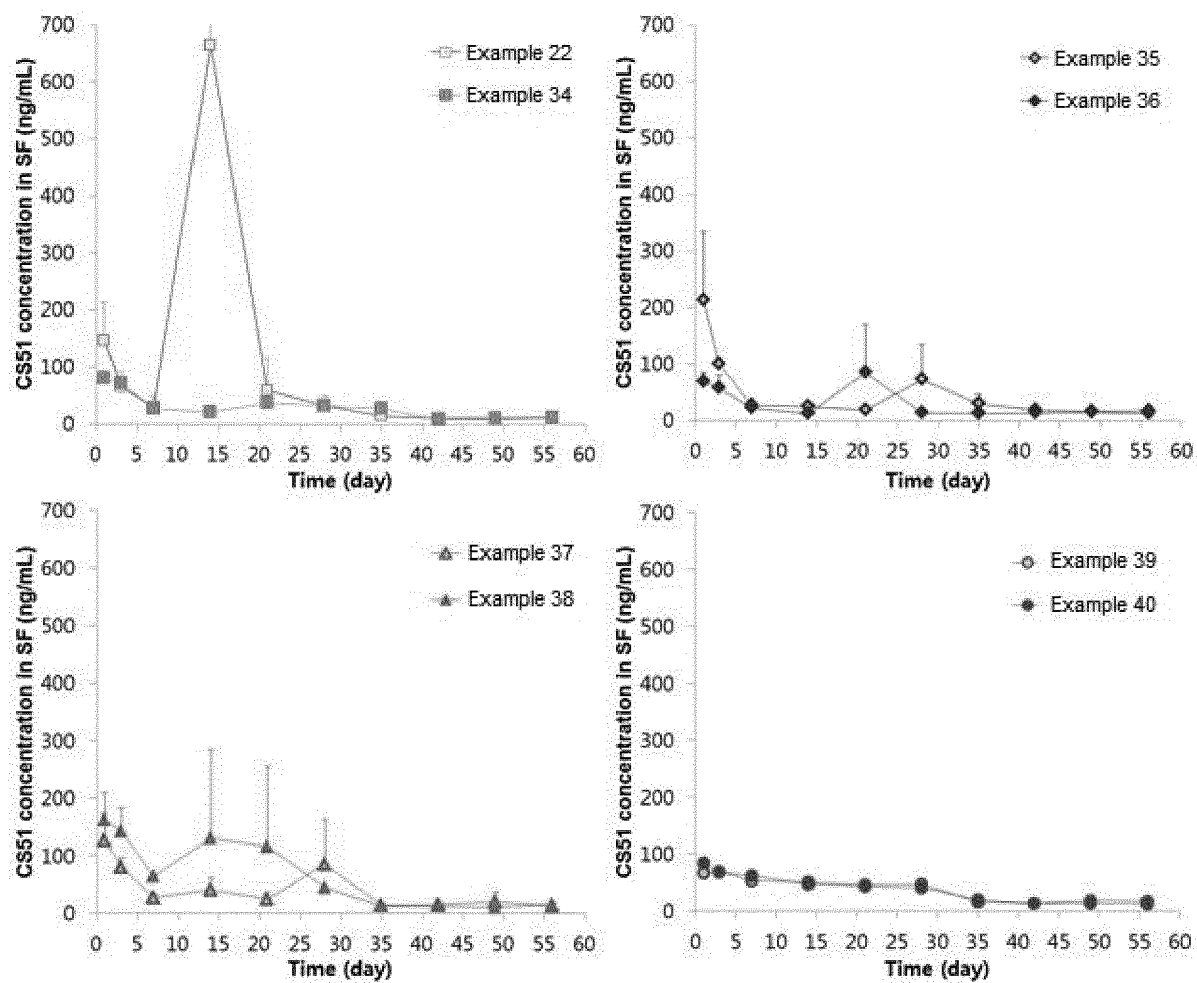 700
600
500
400
300
200
100
0
CS51 concentration in SF (ng/mL)
Example 22
Example 34
0 5 10 15 20 25 30 35 40 45 50 55 60
Time (day)
700
600
500
400
300
200
100
0
CS51 concentration in SF (ng/mL)
Example 35
Example 36
0 5 10 15 20 25 30 35 40 45 50 55 60
Time (day)
700
600
500
400
300
200
100
0
CS51 concentration in SF (ng/mL)
Example 37
Example 38
0 5 10 15 20 25 30 35 40 45 50 55 60
Time (day)
700
600
500
400
300
200
100
0
CS51 concentration in SF (ng/mL)
Example 39
Example 40
0 5 10 15 20 25 30 35 40 45 50 55 60
Time (day)